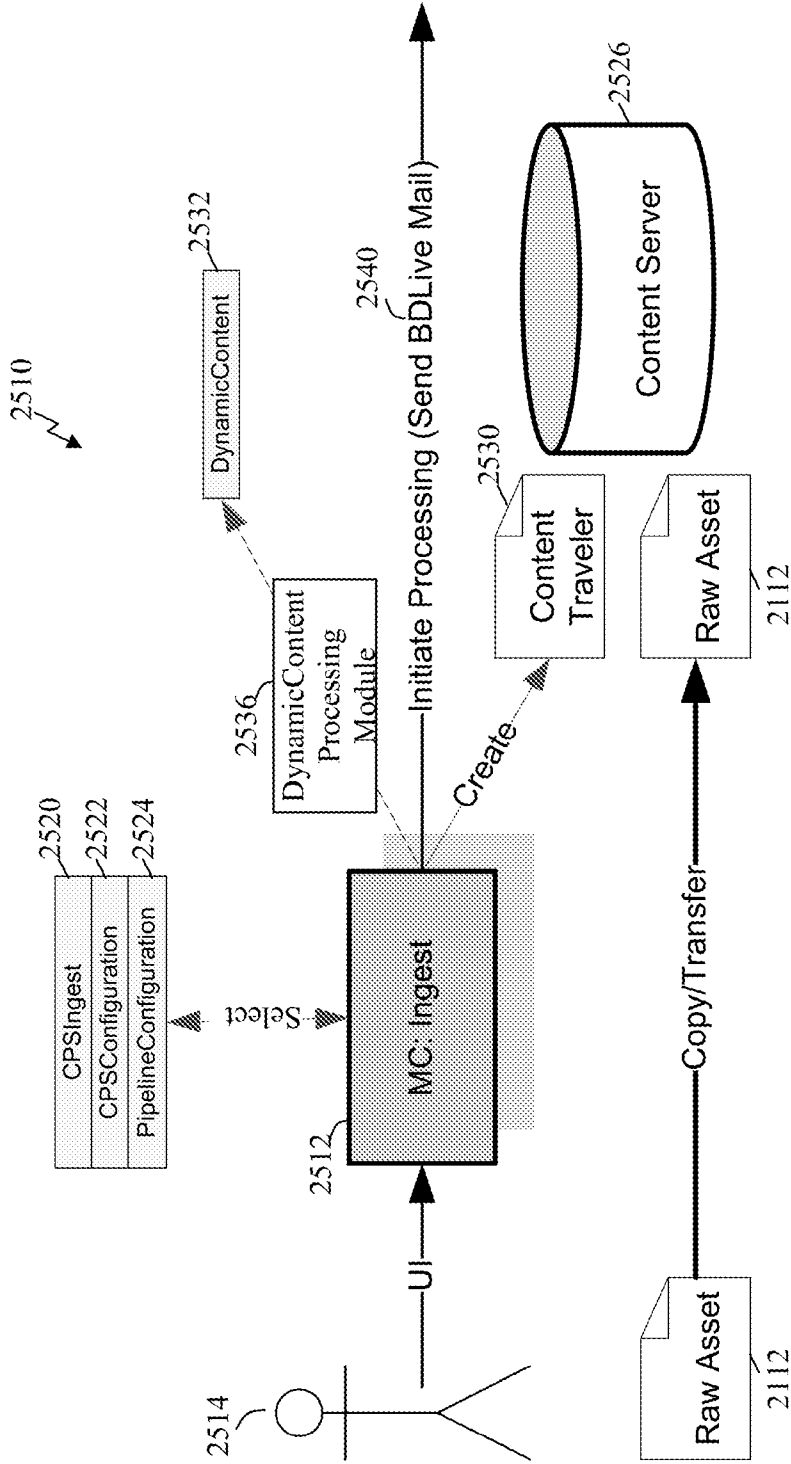 2510
2520
2522
2524
CPSIngest
CPSConfiguration
PipelineConfiguration
2532
DynamicContent
2536
DynamicContent
Processing
Module
Select
2514
UI
2512
MC: Ingest
2540
Initiate Processing (Send BDLive Mail)
Create
2530
Content
Traveler
2526
Content Server
Raw Asset
2112
Copy/Transfer
Raw Asset
2112